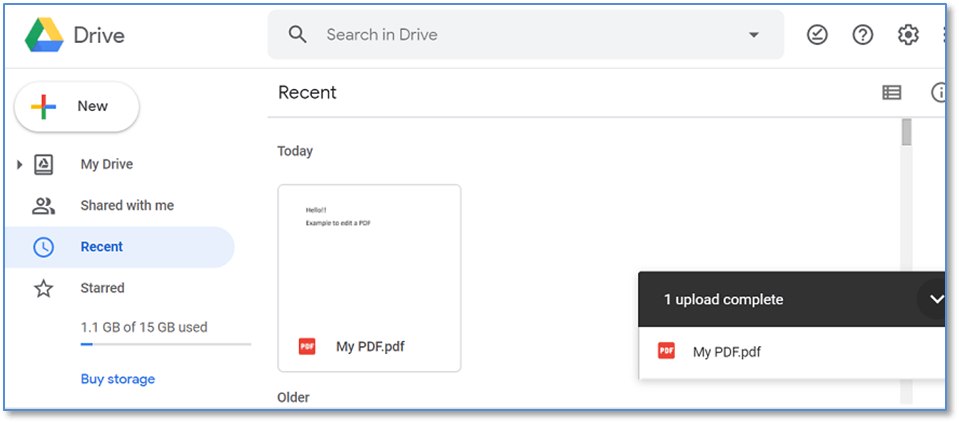 Drive
Search in Drive
New
Recent
My Drive
Today
Shared with me
Hello!!
Example to edit a PDF
Recent
Starred
1 upload complete
1.1 GB of 15 GB used
PDF My PDF.pdf
PDF My PDF.pdf
Buy storage
Older